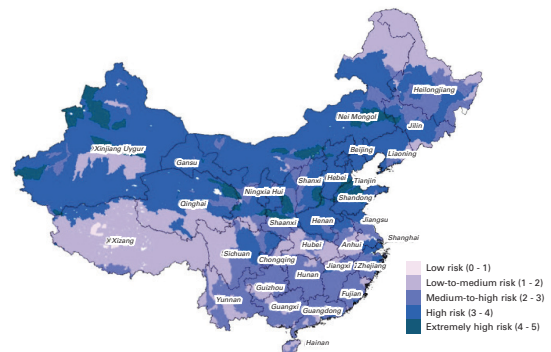 Heilongjiang
Nei Mongol
Jilin
Xinjiang Uygur
Beijing
Liaoning
Gansu
Hebei
Tianjin
Shanxi
Ningxia Hui
Shandong
Qinghai
Shaanxi
Henan
Jiangsu
Xizang
Shanghai
Hubei
Anhui
Sichuan
Chongqing
Jiangxi
Zhejiang
Hunan
Guizhou
Fujian
Yunnan
Guangxi
Guangdong
Hainan
Low risk (0 - 1)
Low-to-medium risk (1 - 2)
Medium-to-high risk (2 - 3)
High risk (3 - 4)
Extremely high risk (4 - 5)